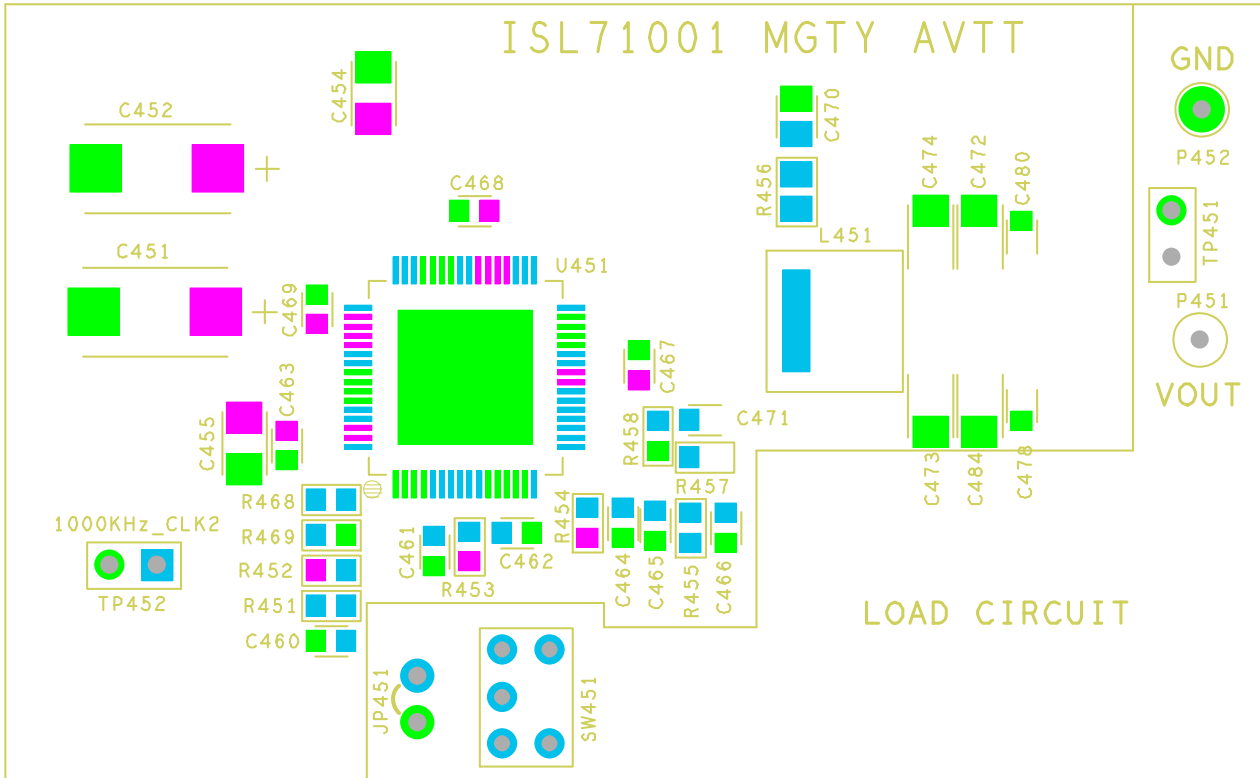 ISL71001 MGTY AVTT
GND
C454
C452
C470
P452
C474
C472
C480
R456
C468
TP451
L451
C451
U451
C469
P451
C467
VOUT
C463
C455
R458
C471
R457
C473
C484
C478
R468
R454
1000KHz_CLK2
R469
C461
C462
R452
R453
C464
C465
R455
C466
TP452
R451
LOAD CIRCUIT
C460
JP451
SW451